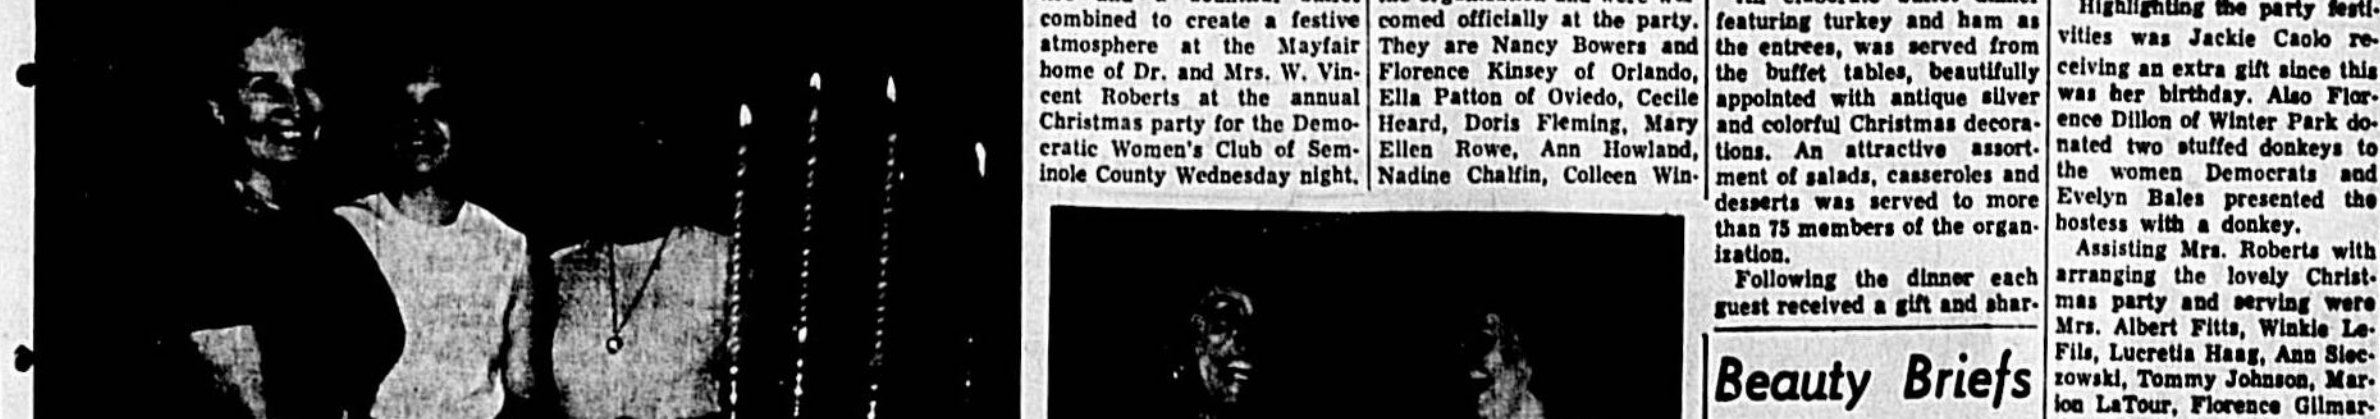 combined to create a festive
atmosphere at the Mayfair
home of Dr. and Mrs. W. Vin-
cent Roberts at the annual
Christmas party for the Demo-
cratic Women's Club of Sem-
inole County Wednesday night.
comed officially at the party.
They are Nancy Bowers and
Florence Kinsey of Orlando,
Ella Patton of Oviedo, Cecile
Heard, Doris Fleming, Mary
Ellen Rowe, Ann Howland,
Nadine Chalfin, Colleen Win-
featuring turkey and ham as
the entrees, was served from
the buffet tables, beautifully
appointed with antique silver
and colorful Christmas decora-
tions. An attractive assort-
ment of salads, casseroles and
desserts was served to more
than 75 members of the organ-
ization.
Following the dinner each
guest received a gift and shar-
Beauty Briefs
Highlighting the party festi-
vities was Jackie Caolo re-
ceiving an extra gift since this
was her birthday. Also Flor-
ence Dillon of Winter Park do-
nated two stuffed donkeys to
the women Democrats and
Evelyn Bales presented the
hostess with a donkey.
Assisting Mrs. Roberts with
arranging the lovely Christ-
mas party and serving were
Mrs. Albert Fitts, Winkie Le-
Fils, Lucretia Haag, Ann Siec-
zowski, Tommy Johnson, Mar-
ion LaTour, Florence Gilmar-